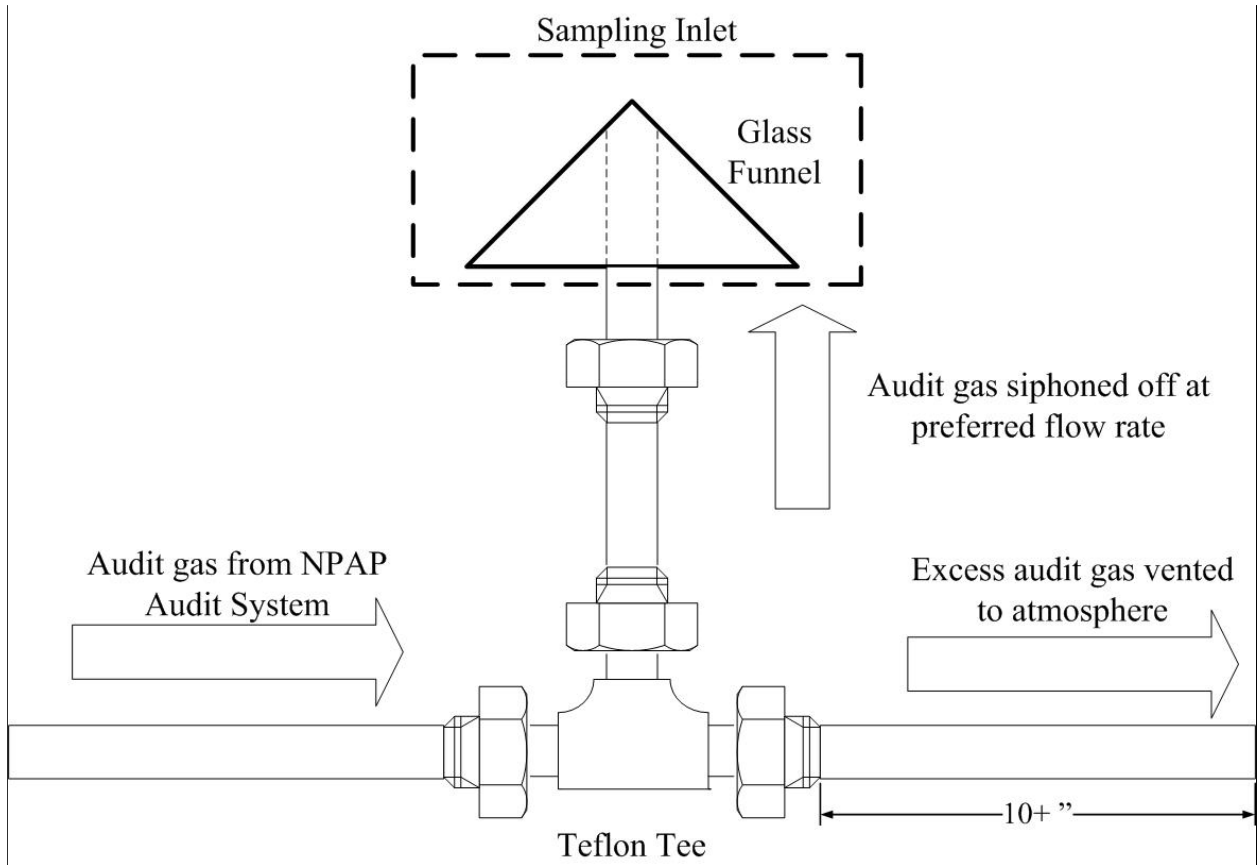 Sampling Inlet
Glass
Funnel
Audit gas siphoned off at
preferred flow rate
Audit gas from NPAP
Audit System
Excess audit gas vented
to atmosphere
10+ ”
Teflon Tee